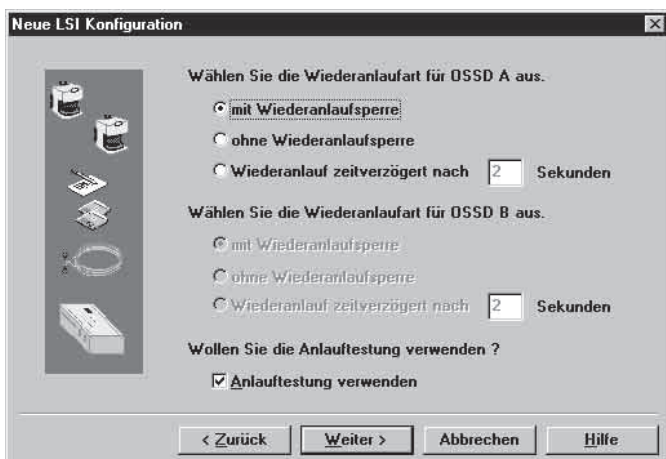 Neue LSI Konfiguration
Wählen Sie die Wiederanlaufart für OSSD A aus.
mit Wiederanlaufsperre
ohne Wiederanlaufsperre
Wiederanlauf zeitverzögert nach 2 Sekunden
Wählen Sie die Wiederanlaufart für OSSD B aus.
mit Wiederanlaufsperre
ohne Wiederanlaufsperre
Wiederanlauf zeitverzögert nach 2 Sekunden
Wollen Sie die Anlauftestung verwenden ?
Anlauftestung verwenden
< Zurück Weiter > Abbrechen Hilfe